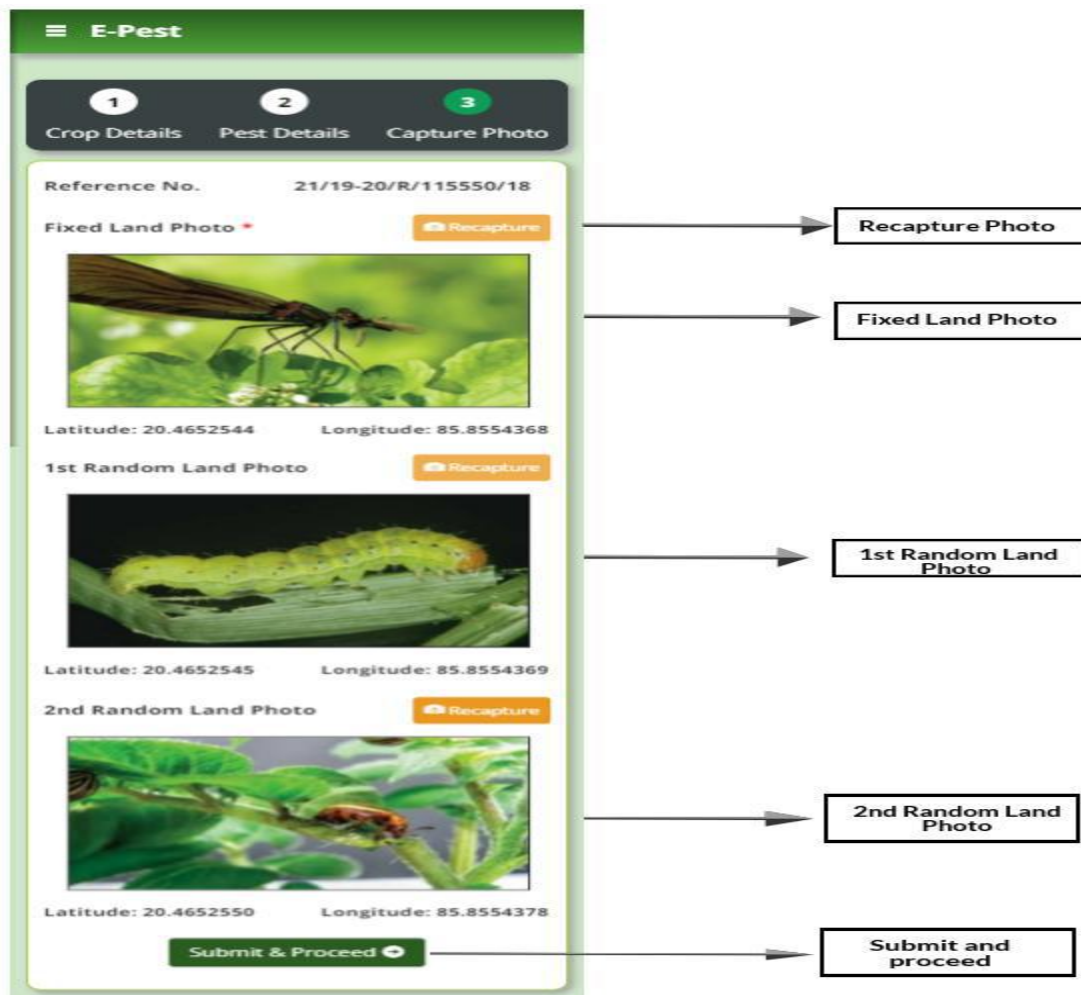 E-Pest
1 2 3
Crop Details Pest Details Capture Photo
Reference No. 21/19-20/R/115550/18
Fixed Land Photo * Recapture
Recapture Photo
Fixed Land Photo
Latitude: 20.4652544 Longitude: 85.8554368
1st Random Land Photo Recapture
1st Random Land
Photo
Latitude: 20.4652545 Longitude: 85.8554369
2nd Random Land Photo Recapture
2nd Random Land
Photo
Latitude: 20.4652550 Longitude: 85.8554378
Submit & Proceed
Submit and
proceed